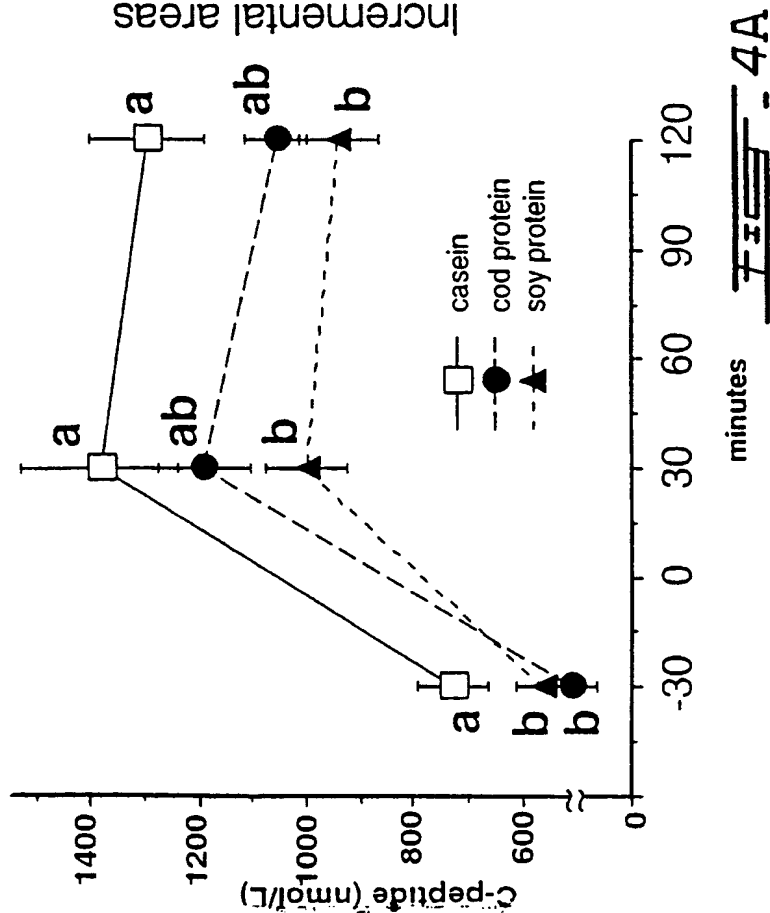 Incremental areas
C-peptide (nmol/L)
1400
1200
1000
800
600
0
a
ab
b
a
ab
b
a
b
b
casein
cod protein
soy protein
-30
0
30
60
90
120
minutes
FIG - 4A